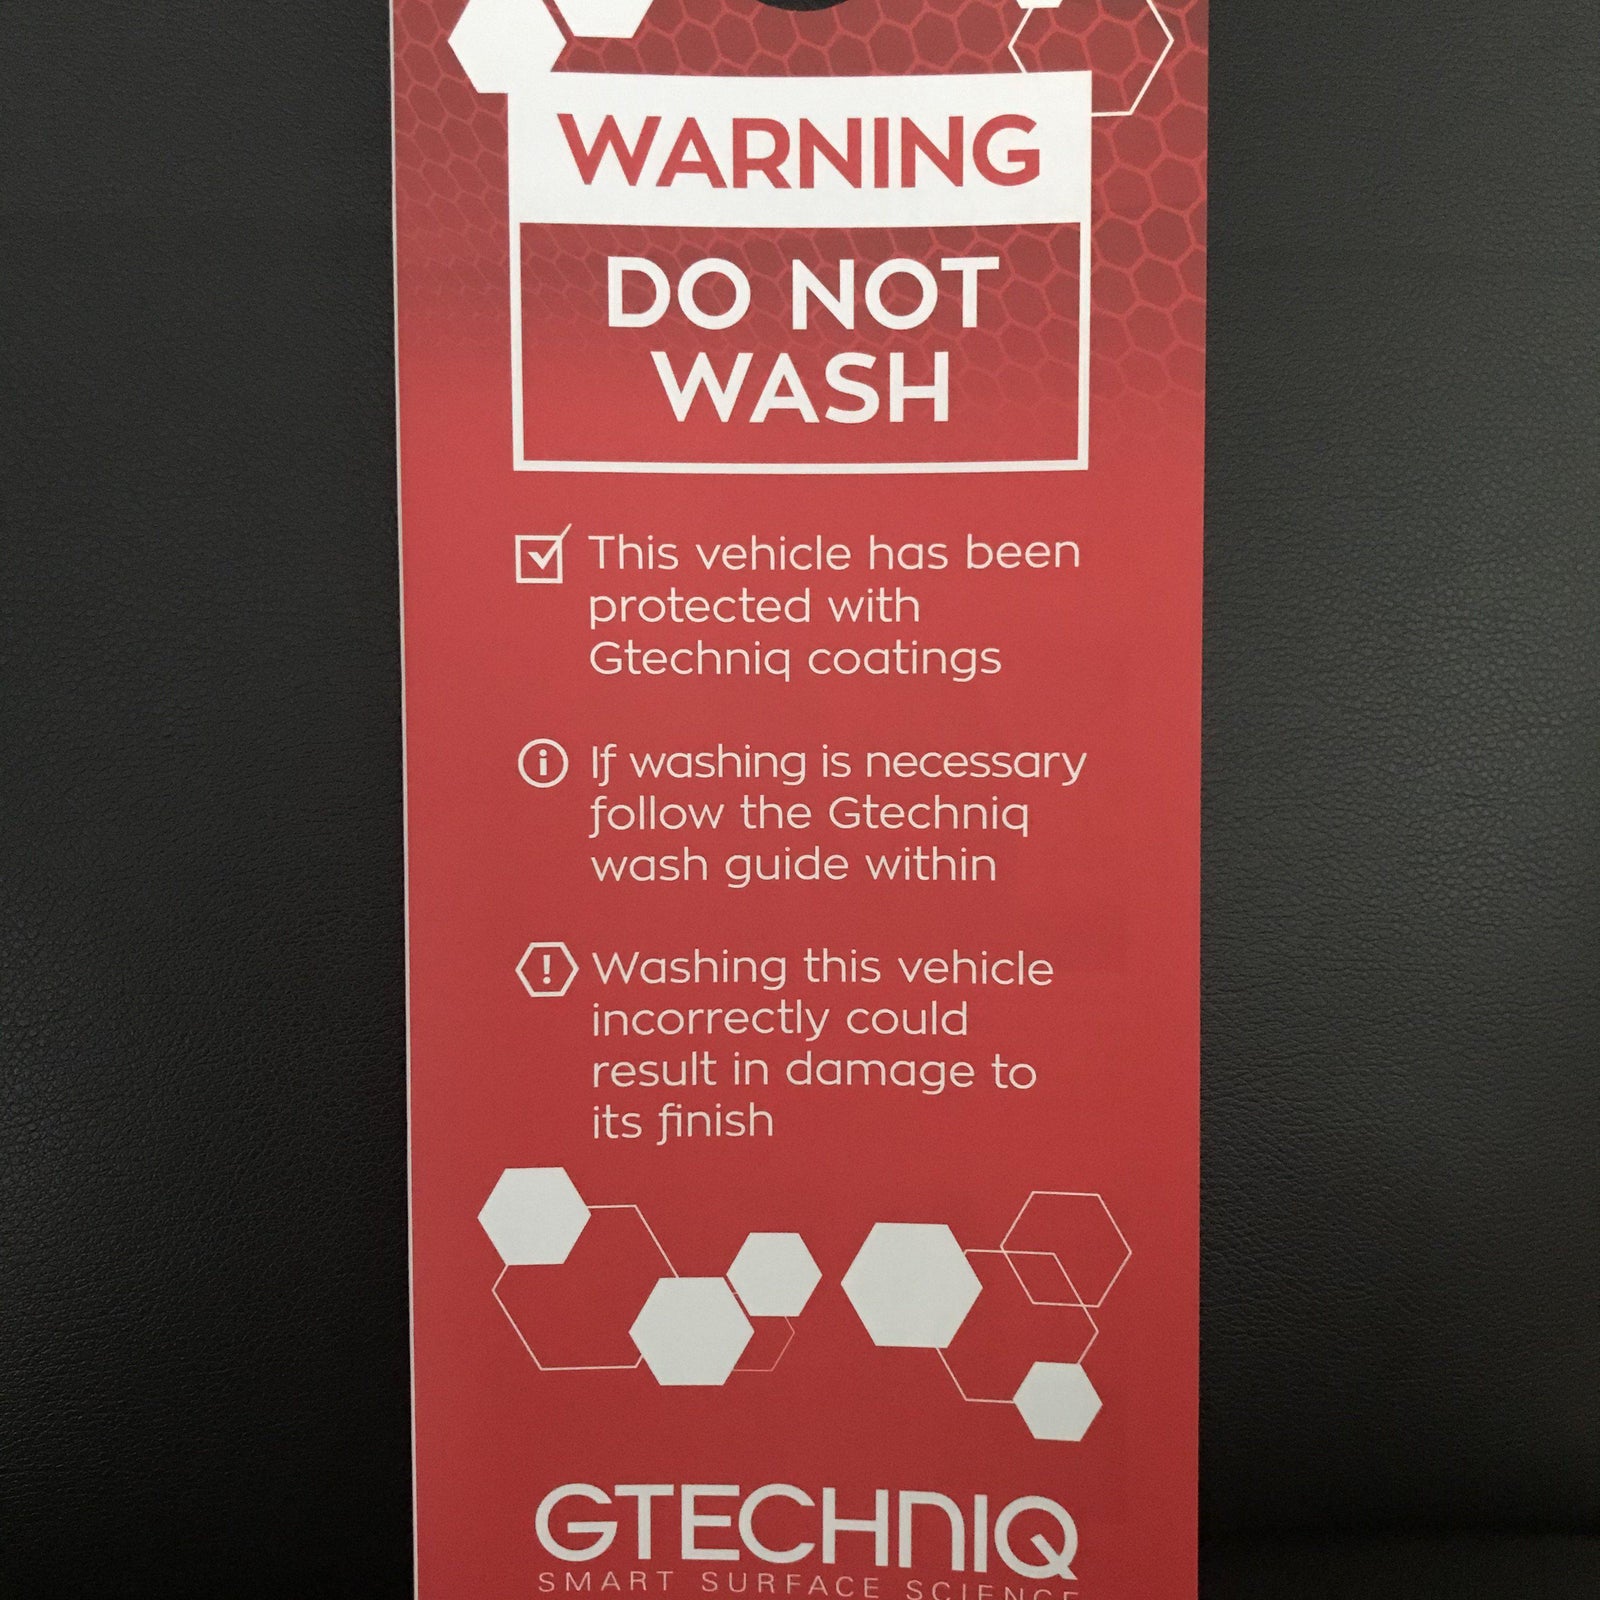 WARNING
DO NOT
WASH
This vehicle has been
protected with
Gtechniq coatings
If washing is necessary
follow the Gtechniq
wash guide within
Washing this vehicle
incorrectly could
result in damage to
its finish
GTECHNIQ
SMART SURFACE SCIENCE